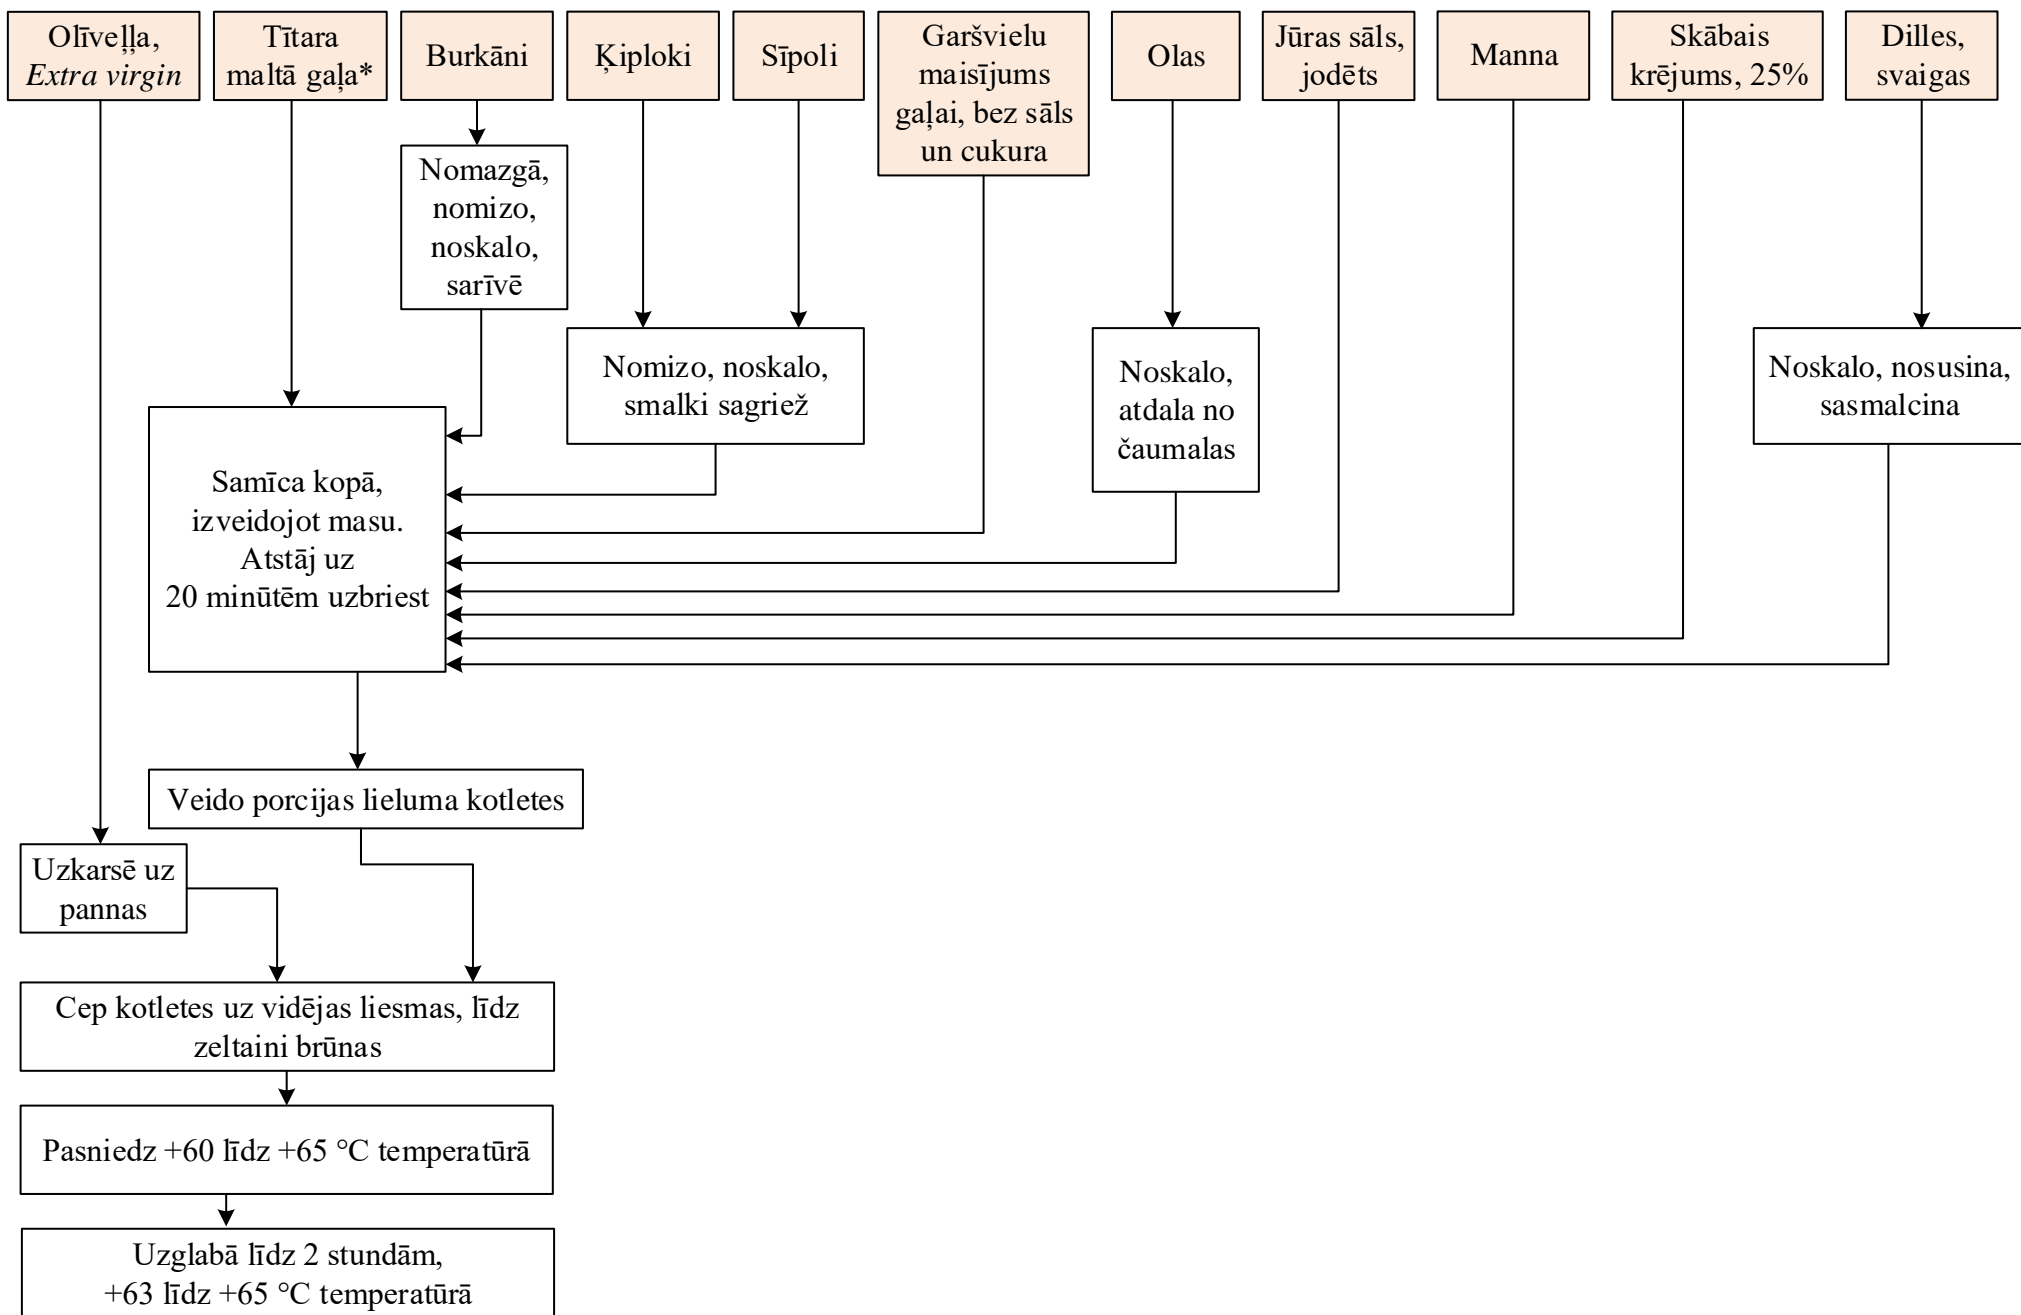 Olīveļļa,
Extra virgin
Tītara
maltā gaļa*
Burkāni
Ķiploki
Sīpoli
Garšvielu
maisījums
gaļai, bez sāls
un cukura
Olas
Jūras sāls,
jodēts
Manna
Skābais
krējums, 25%
Dilles,
svaigas
Nomazgā,
nomizo,
noskalo,
sarīvē
Nomizo, noskalo,
smalki sagriež
Noskalo,
atdala no
čaumalas
Noskalo, nosusina,
sasmalcina
Samīca kopā,
izveidojot masu.
Atstāj uz
20 minūtēm uzbriest
Veido porcijas lieluma kotletes
Uzkarsē uz
pannas
Cep kotletes uz vidējas liesmas, līdz
zeltaini brūnas
Pasniedz +60 līdz +65 °C temperatūrā
Uzglabā līdz 2 stundām,
+63 līdz +65 °C temperatūrā